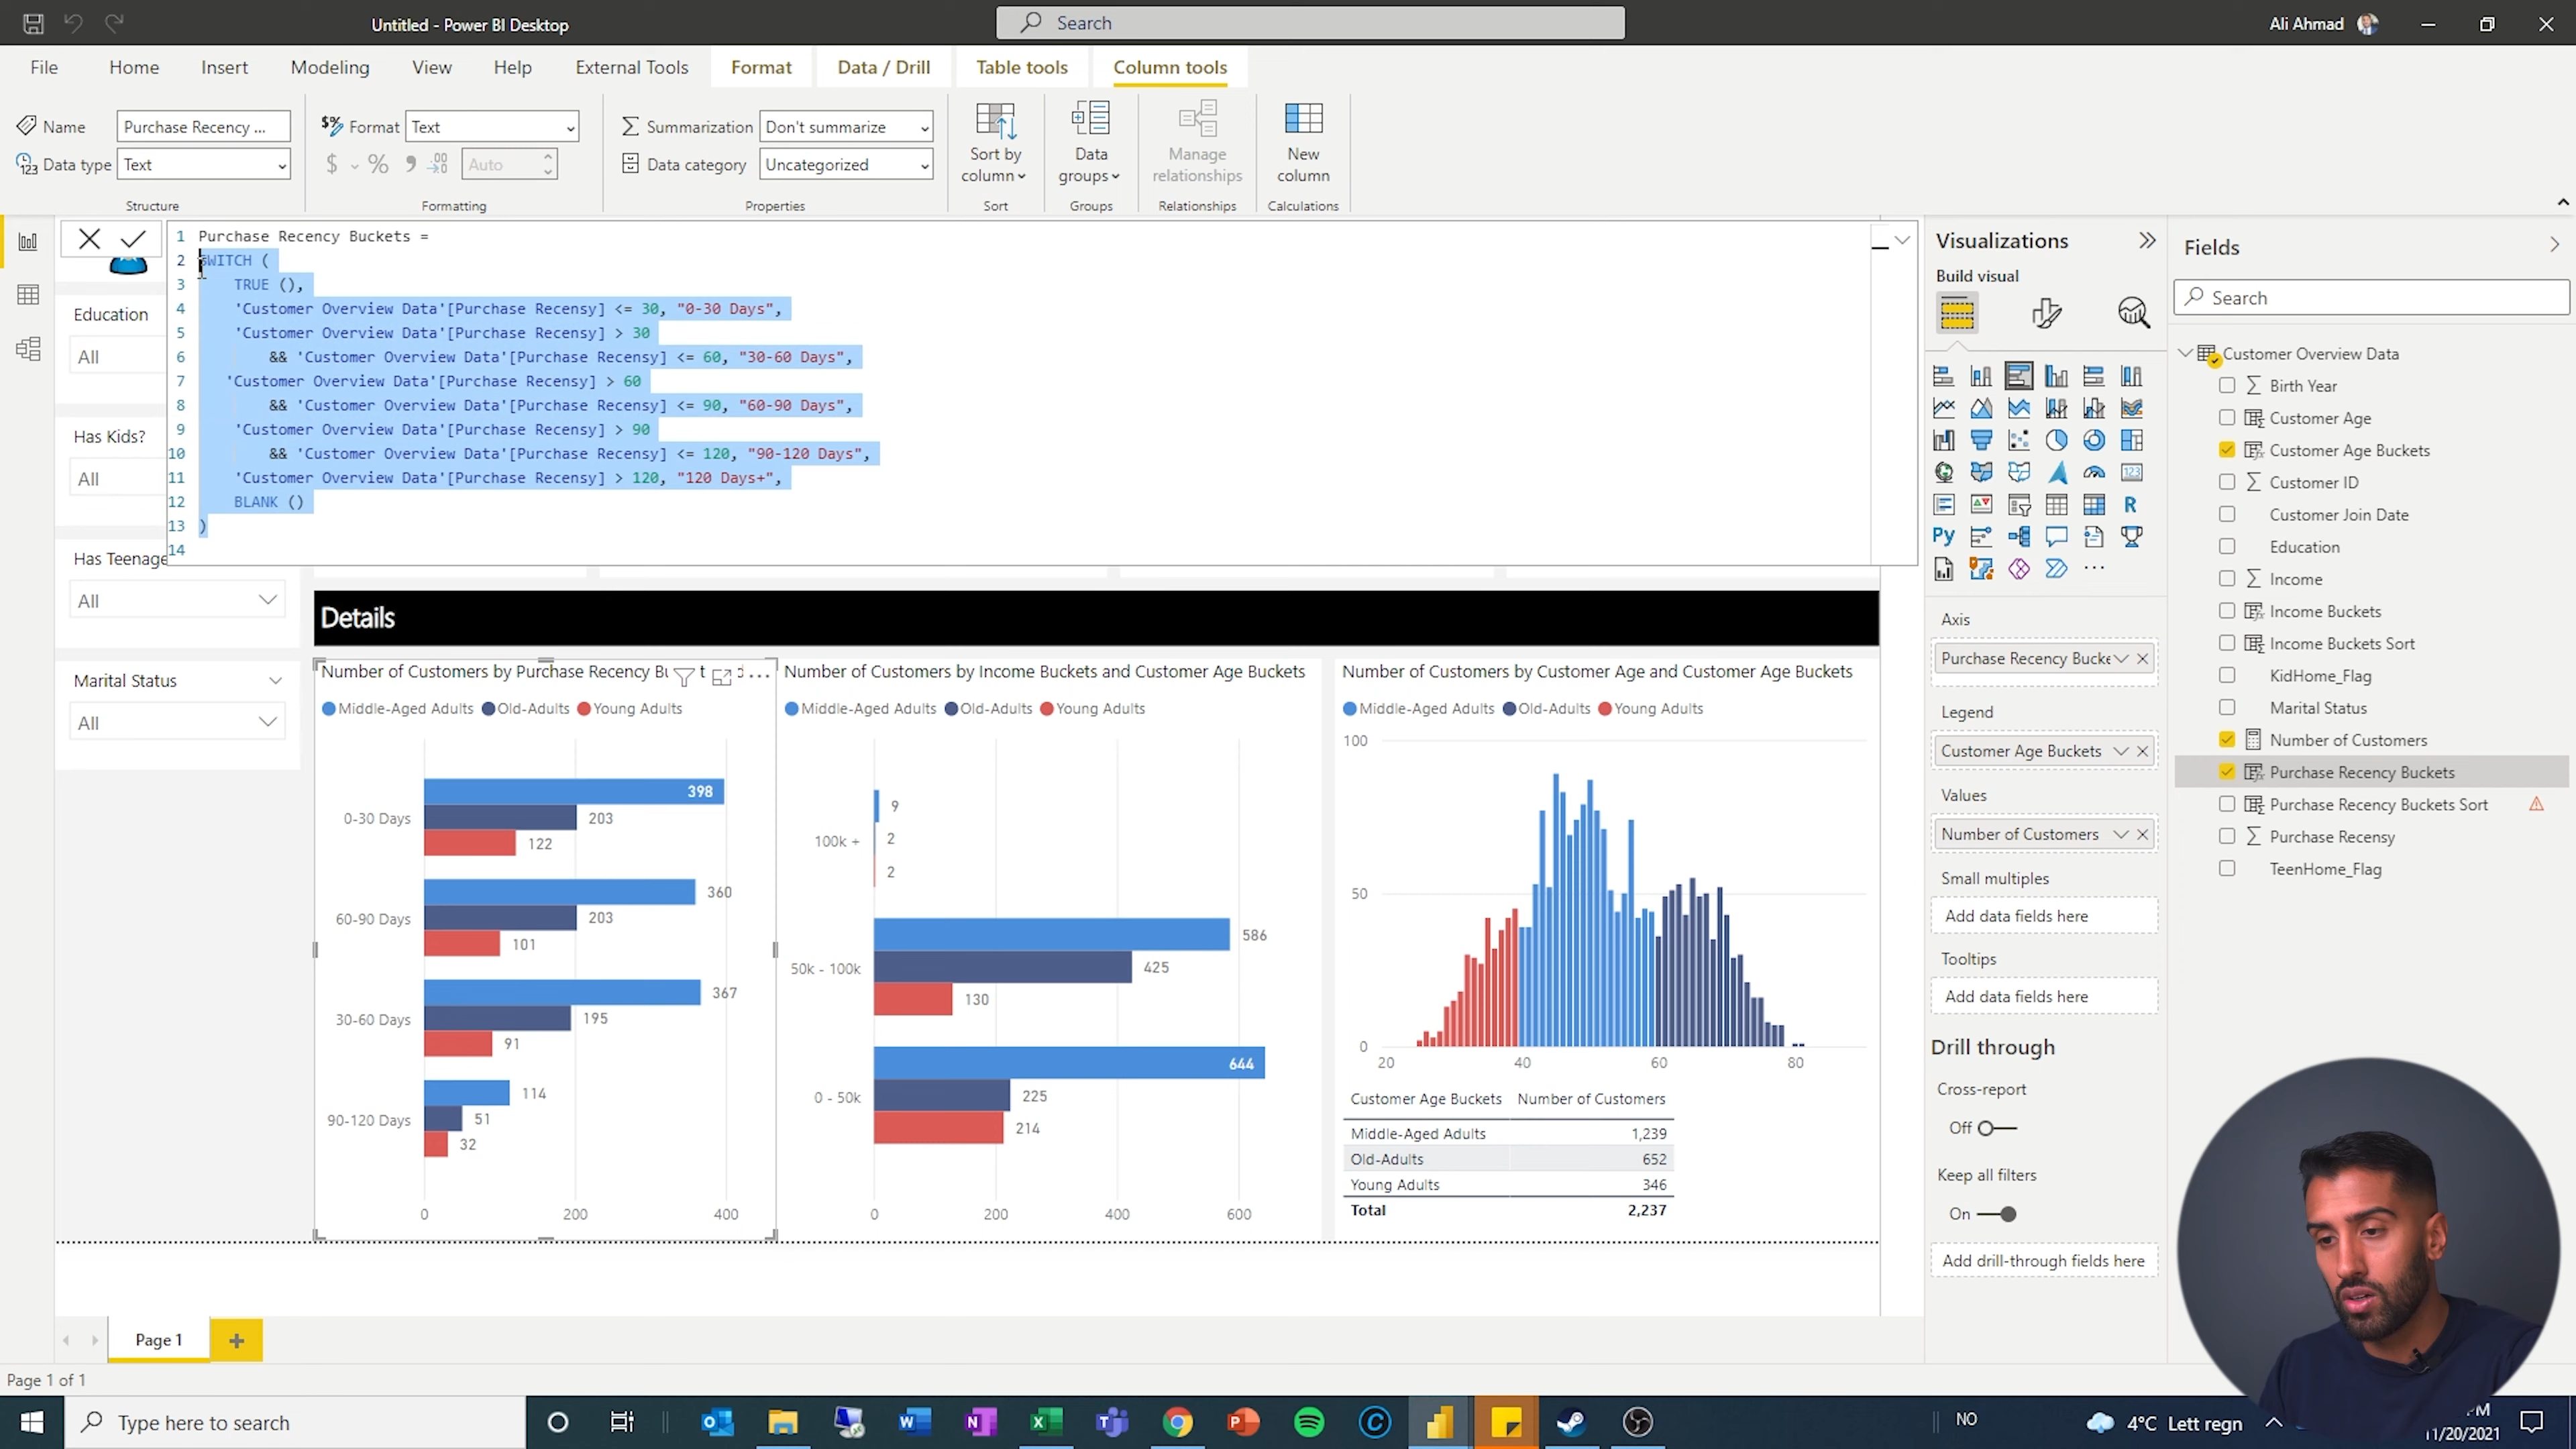 Untitled - Power BI Desktop
Search
Ali Ahmad
File
Home
Insert
Modeling
View
Help
External Tools
Format
Data / Drill
Table tools
Column tools
Name
Purchase Recency ...
Data type
Text
Structure
Format
Text
Auto
Formatting
Summarization
Don't summarize
Data category
Uncategorized
Properties
Sort by
column
Sort
Data
groups
Groups
Manage
relationships
Relationships
New
column
Calculations
1 Purchase Recency Buckets =
2 SWITCH (
3 TRUE (),
4 'Customer Overview Data'[Purchase Recensy] <= 30, "0-30 Days",
5 'Customer Overview Data'[Purchase Recensy] > 30
6 && 'Customer Overview Data'[Purchase Recensy] <= 60, "30-60 Days",
7 'Customer Overview Data'[Purchase Recensy] > 60
8 && 'Customer Overview Data'[Purchase Recensy] <= 90, "60-90 Days",
9 'Customer Overview Data'[Purchase Recensy] > 90
10 && 'Customer Overview Data'[Purchase Recensy] <= 120, "90-120 Days",
11 'Customer Overview Data'[Purchase Recensy] > 120, "120 Days+",
12 BLANK ()
13 )
14
Education
All
Has Kids?
All
Has Teenage
All
Marital Status
All
Details
Number of Customers by Purchase Recency Bu
Middle-Aged Adults Old-Adults Young Adults
0-30 Days
398
203
122
60-90 Days
360
203
101
30-60 Days
367
195
91
90-120 Days
114
51
32
0 200 400
Number of Customers by Income Buckets and Customer Age Buckets
Middle-Aged Adults Old-Adults Young Adults
100k +
9
2
2
50k - 100k
586
425
130
0 - 50k
644
225
214
0 200 400 600
Number of Customers by Customer Age and Customer Age Buckets
Middle-Aged Adults Old-Adults Young Adults
100
50
0
20 40 60 80
Customer Age Buckets Number of Customers
Middle-Aged Adults 1,239
Old-Adults 652
Young Adults 346
Total 2,237
Visualizations
Build visual
R
Py
123
Axis
Purchase Recency Bucke
Legend
Customer Age Buckets
Values
Number of Customers
Small multiples
Add data fields here
Tooltips
Add data fields here
Drill through
Cross-report
Off
Keep all filters
On
Add drill-through fields here
Fields
Search
Customer Overview Data
Birth Year
Customer Age
Customer Age Buckets
Customer ID
Customer Join Date
Education
Income
Income Buckets
Income Buckets Sort
KidHome_Flag
Marital Status
Number of Customers
Purchase Recency Buckets
Purchase Recency Buckets Sort
Purchase Recensy
TeenHome_Flag
Page 1
Page 1 of 1
Type here to search
NO
4°C Lett regn
11/20/2021